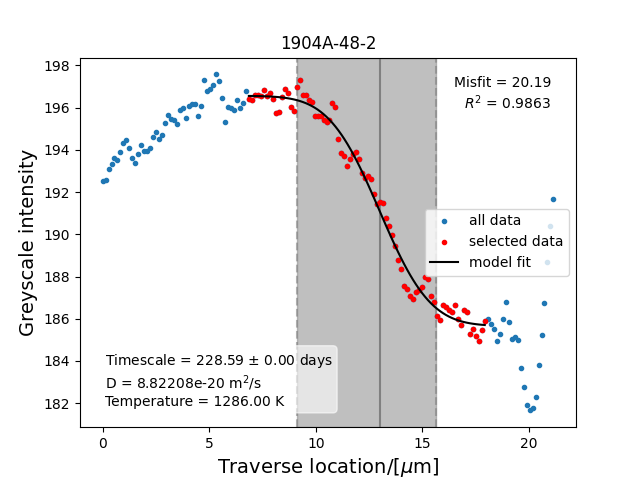 1904A-48-2
Misfit = 20.19
R² = 0.9863
198
196
194
192
190
188
186
184
182
Greyscale intensity
all data
selected data
model fit
Timescale = 228.59 ± 0.00 days
D = 8.82208e-20 m²/s
Temperature = 1286.00 K
0
5
10
15
20
Traverse location/[μm]